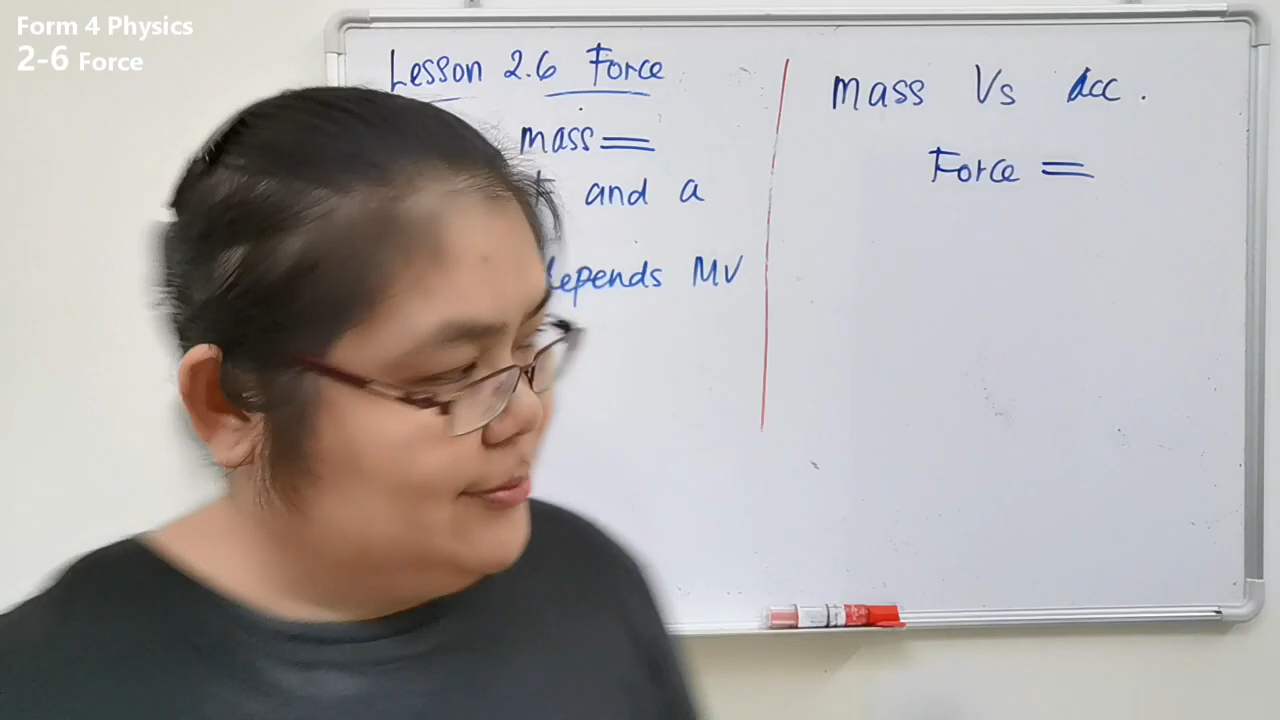 Form 4 Physics
2-6 Force
Lesson 2.6 Force
mass =
and a
depends MV
mass Vs Acc.
Force =